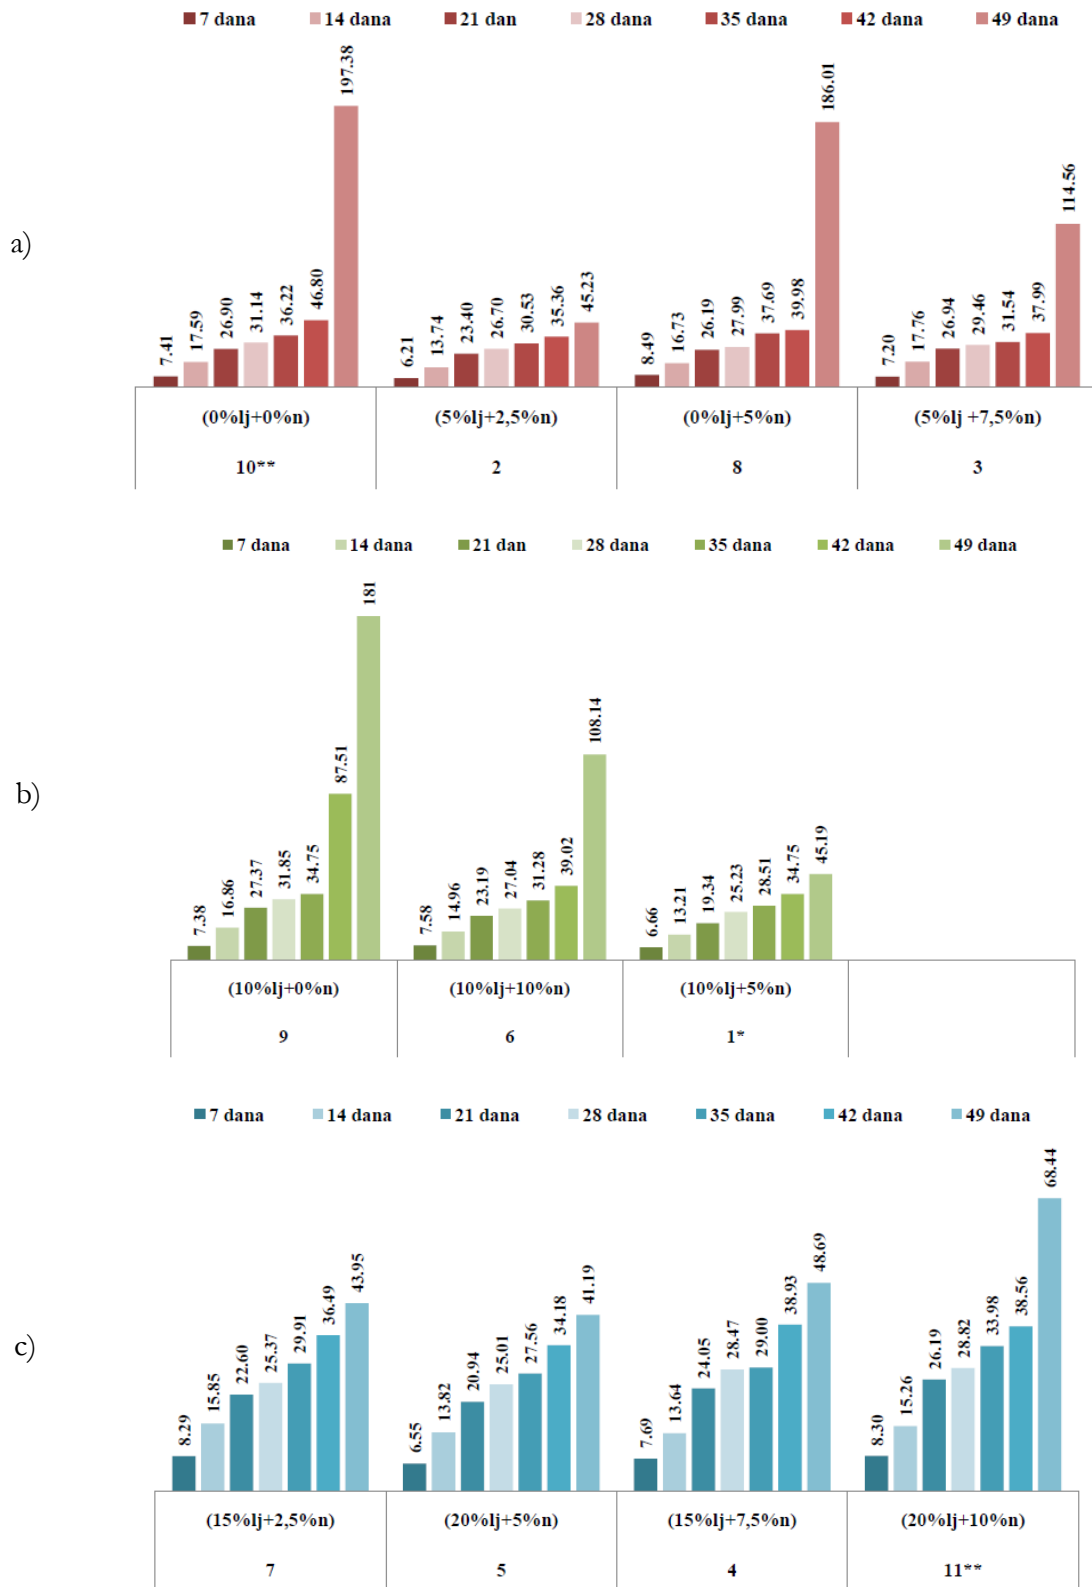 7 dana 14 dana 21 dan 28 dana 35 dana 42 dana 49 dana
a)
7.41 17.59 26.90 31.14 36.22 46.80 197.38
6.21 13.74 23.40 26.70 30.53 35.36 45.23
8.49 16.73 26.19 27.99 37.69 39.98 186.01
7.20 17.76 26.94 29.46 31.54 37.99 114.56
(0%lj+0%n) (5%lj+2,5%n) (0%lj+5%n) (5%lj +7,5%n)
10** 2 8 3
7 dana 14 dana 21 dan 28 dana 35 dana 42 dana 49 dana
b)
7.38 16.86 27.37 31.85 34.75 87.51 181
7.58 14.96 23.19 27.04 31.28 39.02 108.14
6.66 13.21 19.34 25.23 28.51 34.75 45.19
(10%lj+0%n) (10%lj+10%n) (10%lj+5%n)
9 6 1*
7 dana 14 dana 21 dana 28 dana 35 dana 42 dana 49 dana
c)
8.29 15.85 22.60 25.37 29.91 36.49 43.95
6.55 13.82 20.94 25.01 27.56 34.18 41.19
7.69 13.64 24.05 28.47 29.00 38.93 48.69
8.30 15.26 26.19 28.82 33.98 38.56 68.44
(15%lj+2,5%n) (20%lj+5%n) (15%lj+7,5%n) (20%lj+10%n)
7 5 4 11**